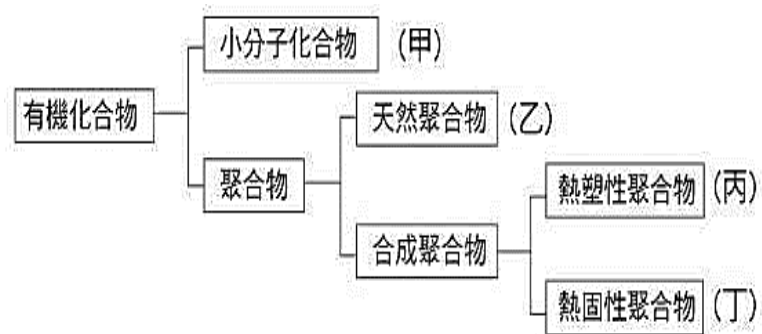 小分子化合物 (甲)
有機化合物
天然聚合物 (乙)
聚合物
熱塑性聚合物 (丙)
合成聚合物
熱固性聚合物 (丁)